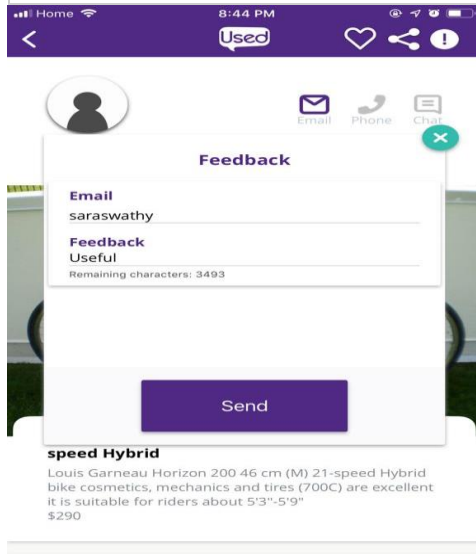 Home 8:44 PM
Used
Email Phone Chat
Feedback
Email
saraswathy
Feedback
Useful
Remaining characters: 3493
Send
speed Hybrid
Louis Garneau Horizon 200 46 cm (M) 21-speed Hybrid
bike cosmetics, mechanics and tires (700C) are excellent
it is suitable for riders about 5'3"-5'9"
$290